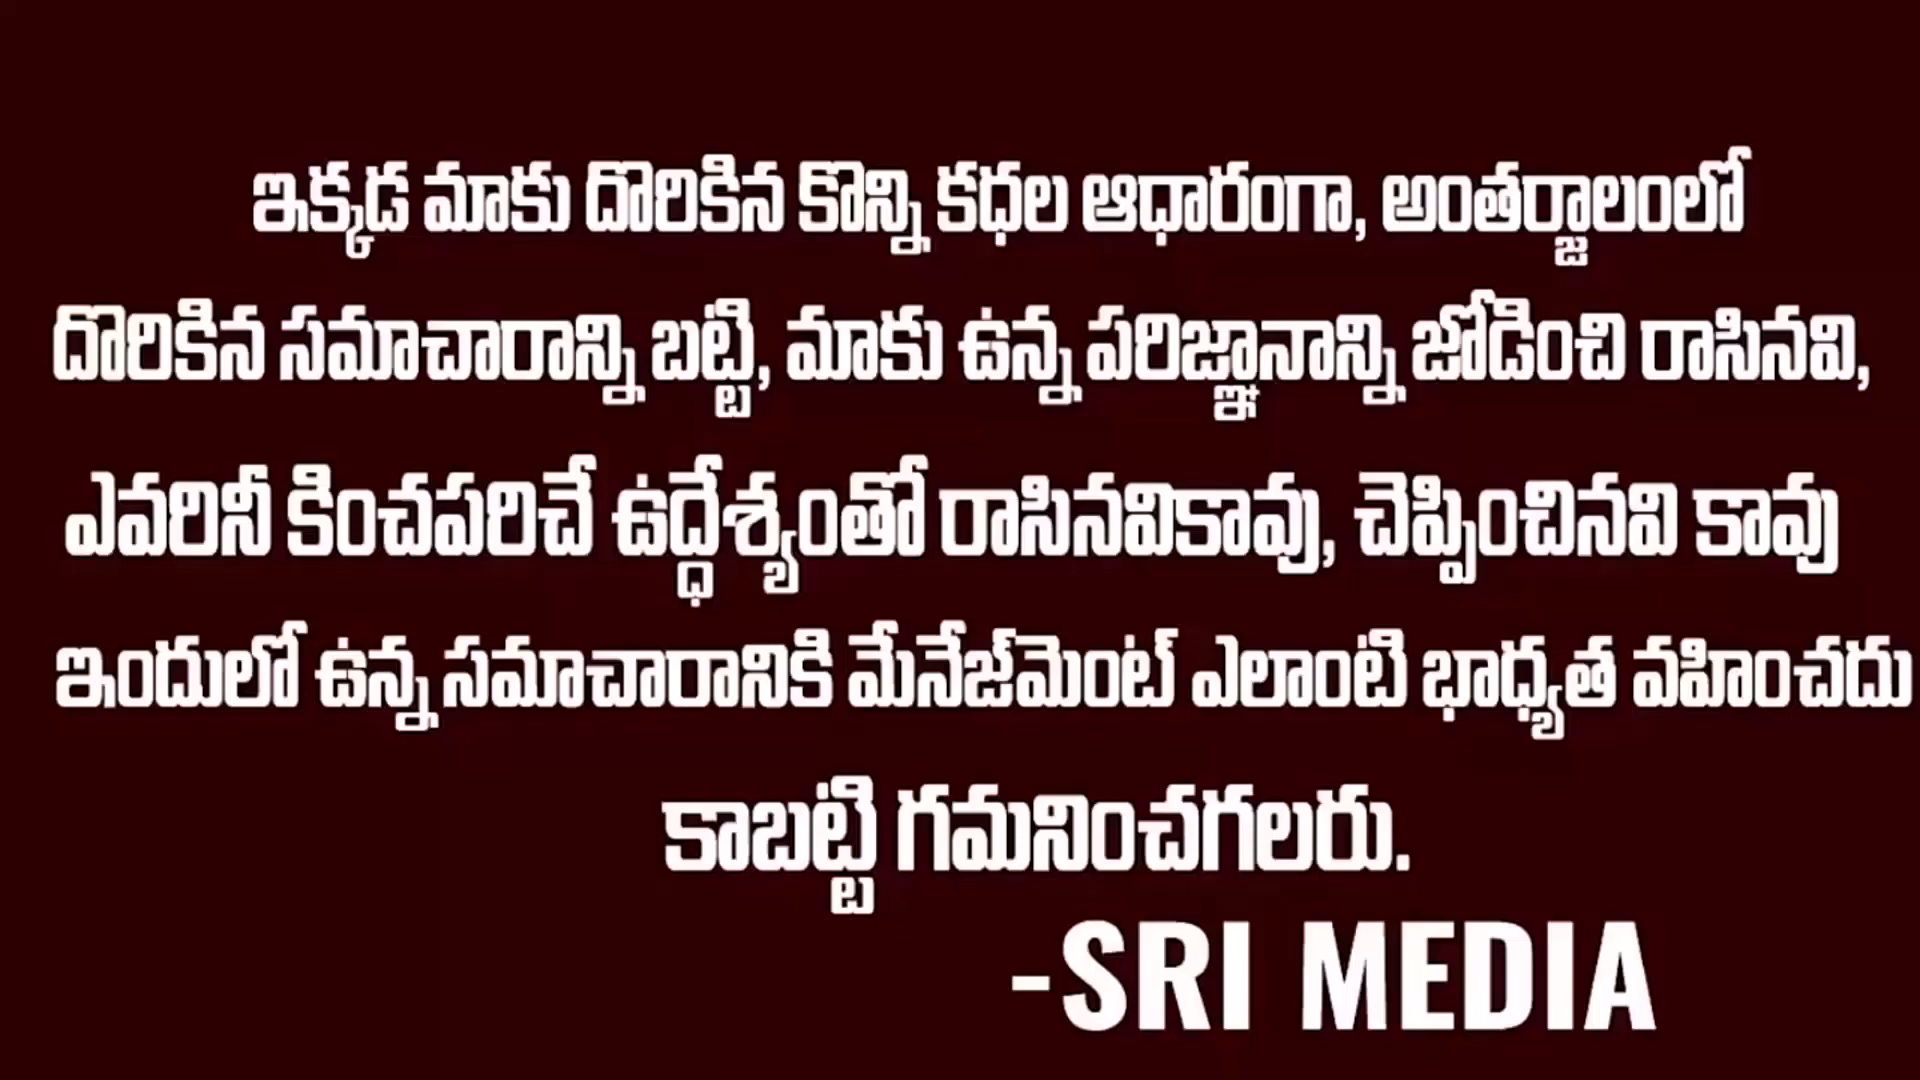 ఇక్కడ మాకు దొరికిన కొన్ని కధల ఆధారంగా, అంతర్జాలంలో
దొరికిన సమాచారాన్ని బట్టి, మాకు ఉన్న పరిజ్ఞానాన్ని జోడించి రాసినవి,
ఎవరినీ కించపరిచే ఉద్ధేశ్యంతో రాసినవికావు, చెప్పించినవి కావు
ఇందులో ఉన్న సమాచారానికి మేనేజ్‌మెంట్ ఎలాంటి భాధ్యత వహించదు
కాబట్టి గమనించగలరు.
-SRI MEDIA